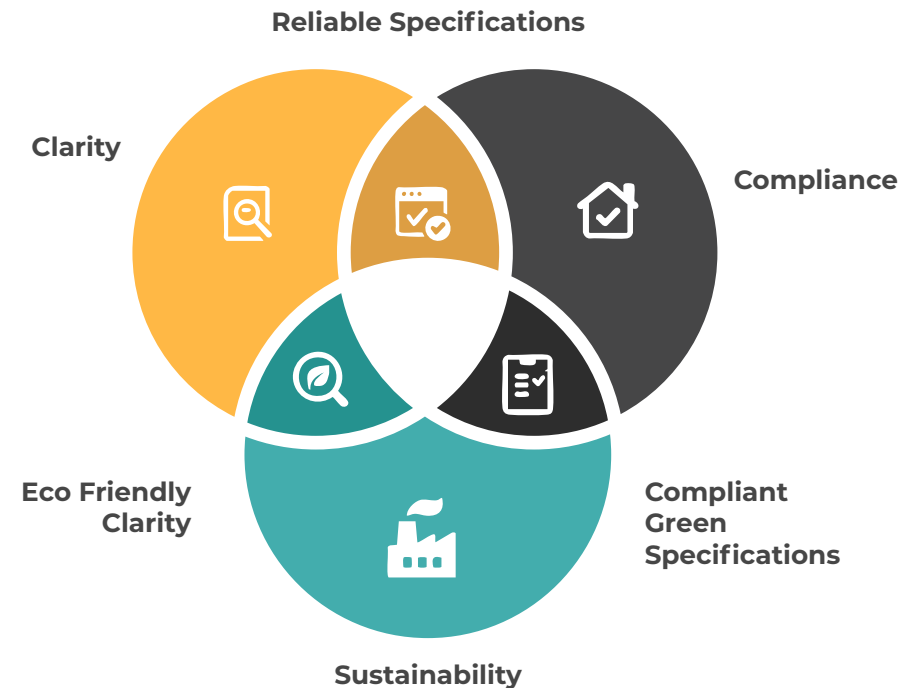 Reliable Specifications
Clarity
Compliance
Eco Friendly
Clarity
Compliant
Green
Specifications
Sustainability